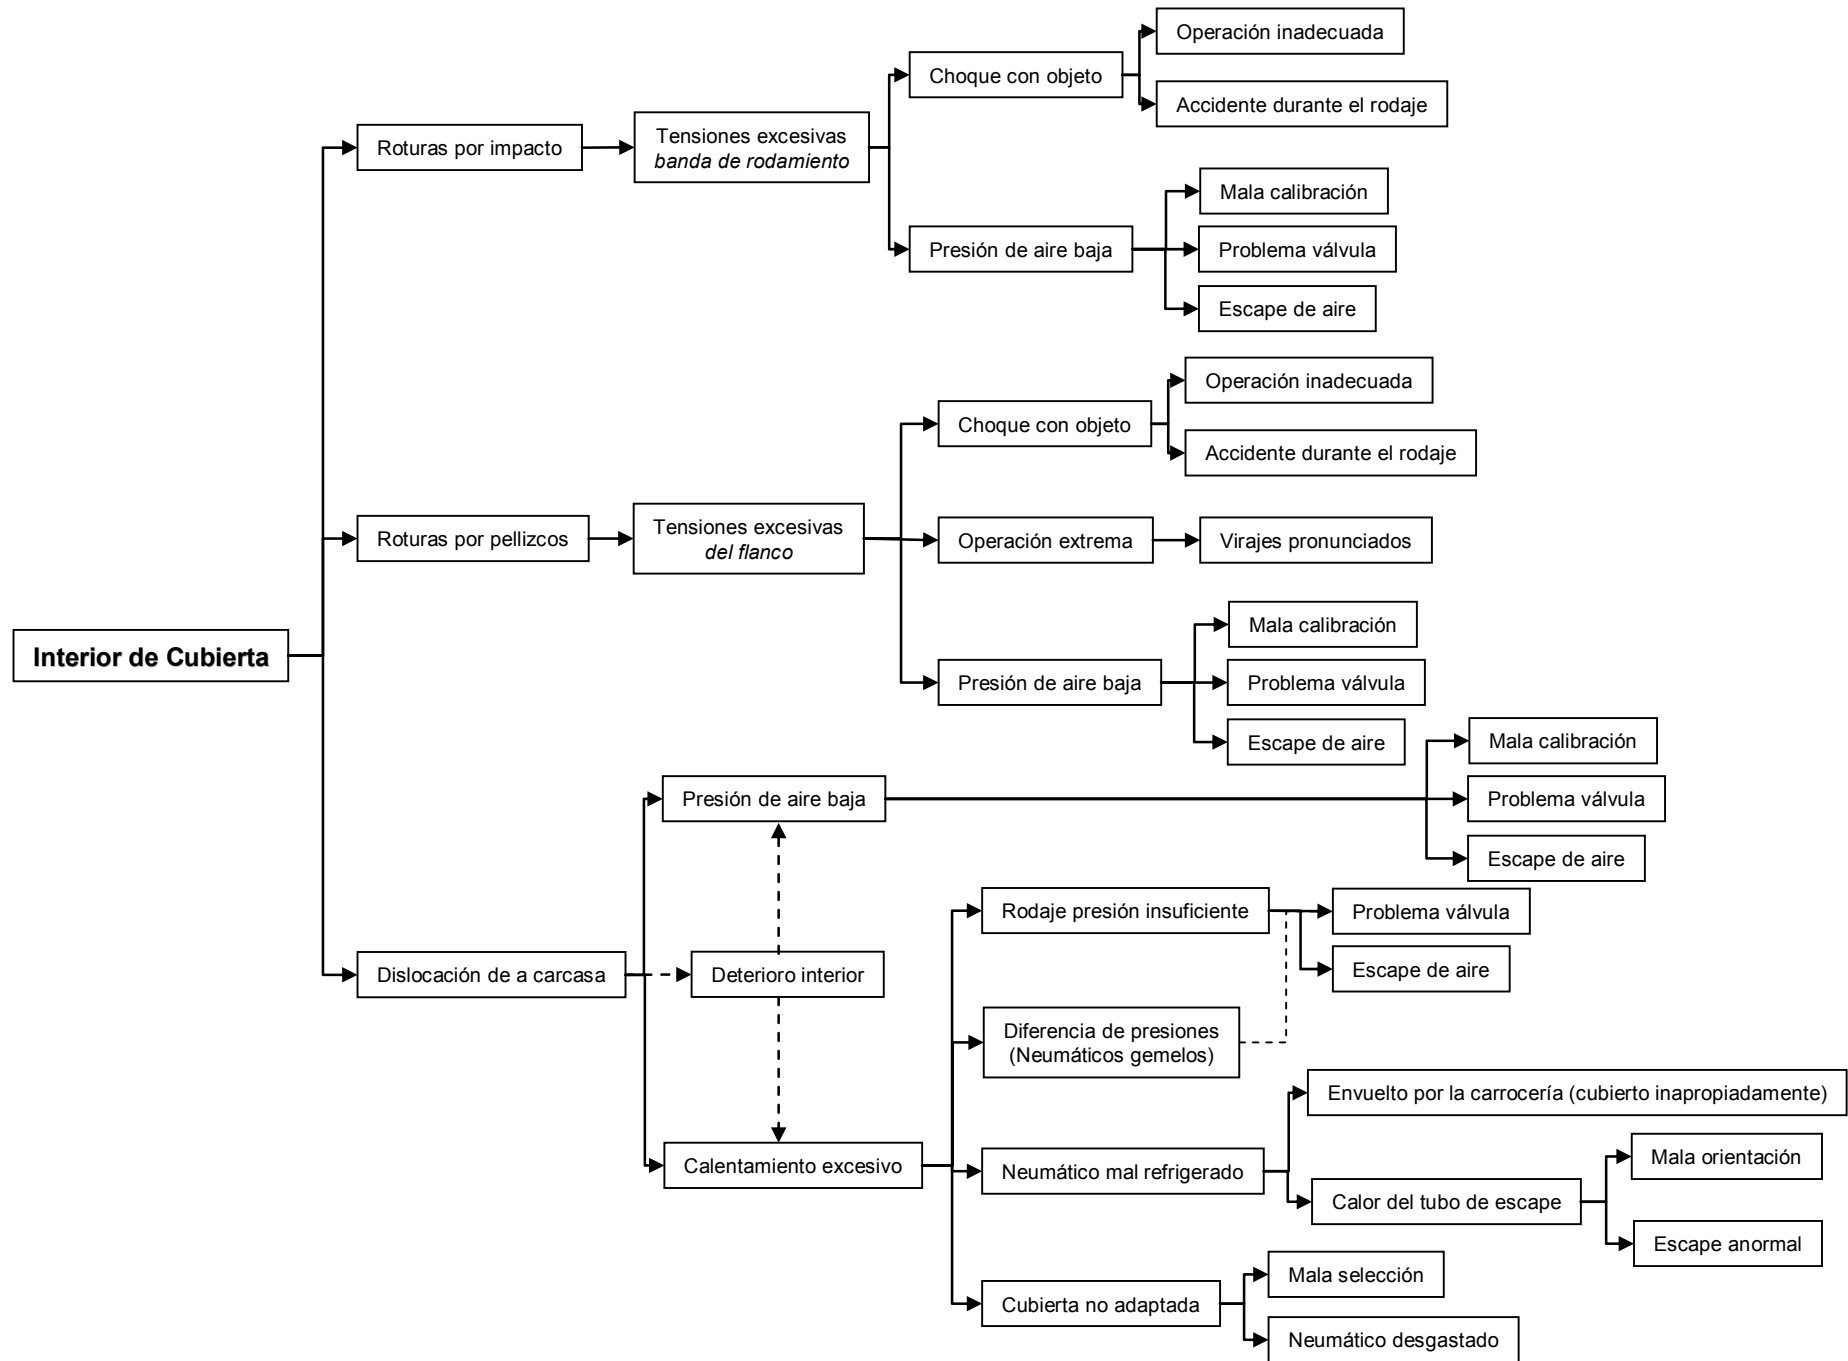 Operación inadecuada
Choque con objeto
Accidente durante el rodaje
Roturas por impacto
Tensiones excesivas
banda de rodamiento
Mala calibración
Presión de aire baja
Problema válvula
Escape de aire
Operación inadecuada
Choque con objeto
Accidente durante el rodaje
Roturas por pellizcos
Tensiones excesivas
del flanco
Operación extrema
Virajes pronunciados
Interior de Cubierta
Mala calibración
Presión de aire baja
Problema válvula
Escape de aire
Mala calibración
Presión de aire baja
Problema válvula
Escape de aire
Rodaje presión insuficiente
Problema válvula
Escape de aire
Dislocación de a carcasa
Deterioro interior
Diferencia de presiones
(Neumáticos gemelos)
Envuelto por la carrocería (cubierto inapropiadamente)
Calentamiento excesivo
Neumático mal refrigerado
Mala orientación
Calor del tubo de escape
Escape anormal
Mala selección
Cubierta no adaptada
Neumático desgastado